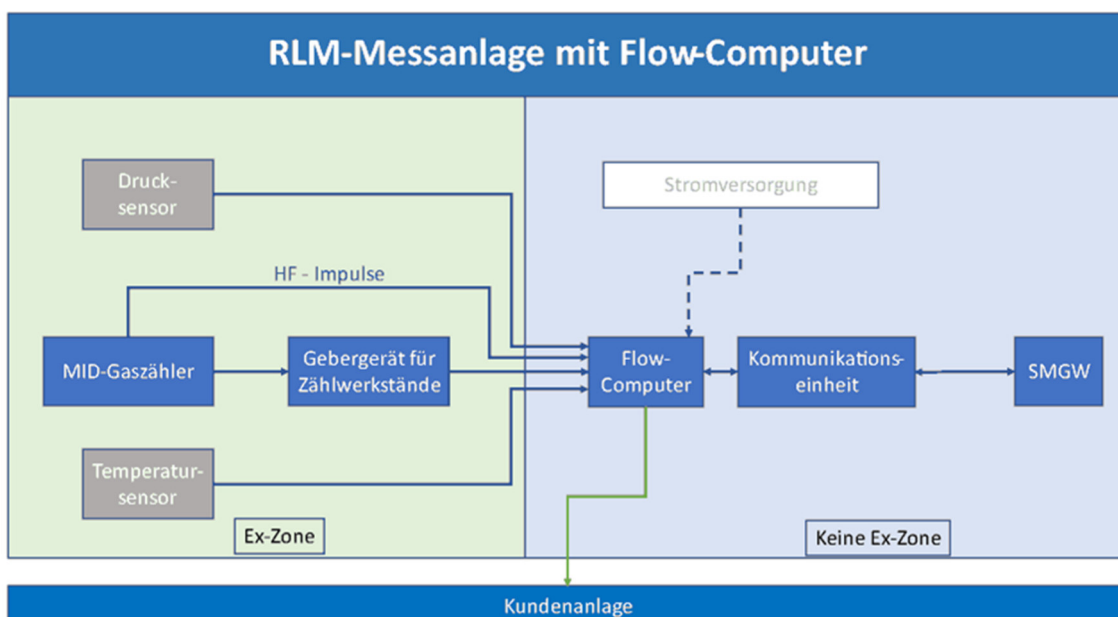 RLM-Messanlage mit Flow-Computer
Druck-
sensor
Stromversorgung
HF - Impulse
MID-Gaszähler
Gebergerät für
Zählwerkstände
Flow-
Computer
Kommunikations-
einheit
SMGW
Temperatur-
sensor
Ex-Zone
Keine Ex-Zone
Kundenanlage